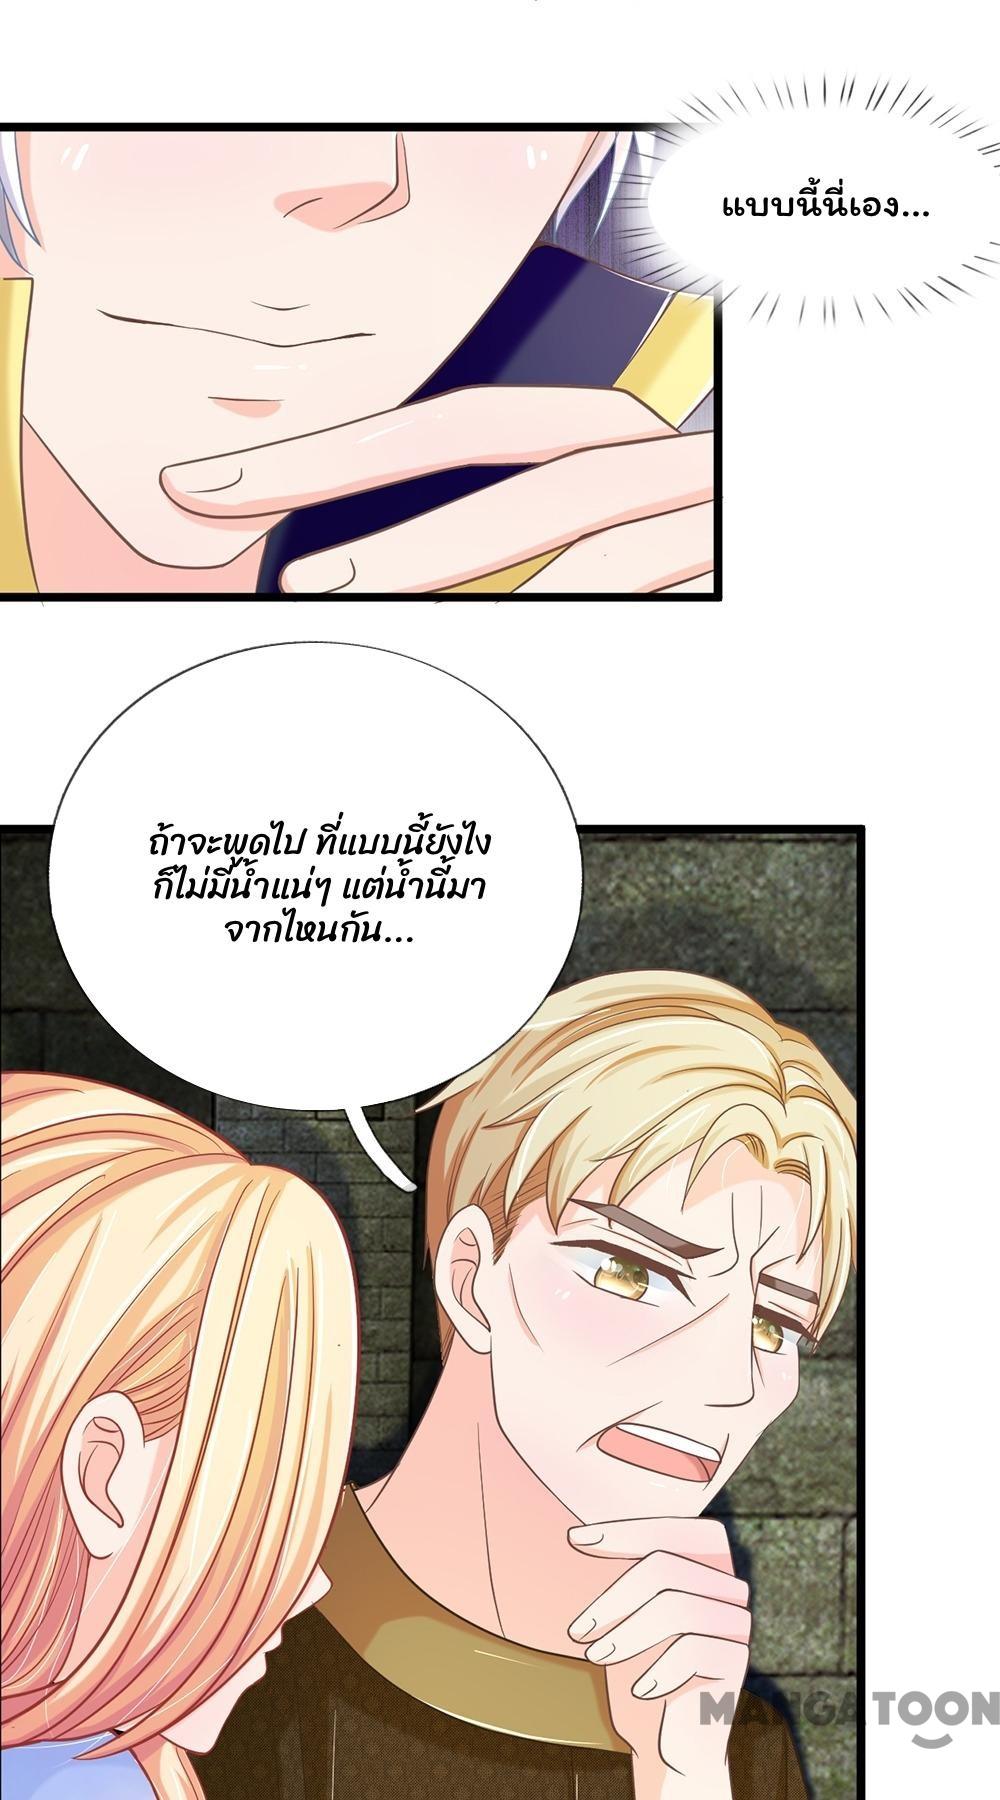 แบบนี้นี่เอง...
ถ้าจะพูดไป ที่แบบนี้ยังไง
ก็ไม่มีน้ำแน่ๆ แต่น้ำนี้มา
จากไหนกัน...
MANGATOON